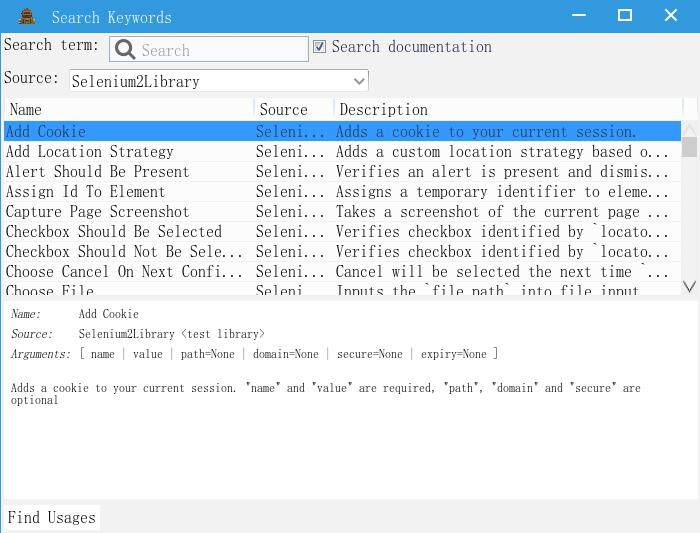 Search Keywords
Search term: Search Search documentation
Source: Selenium2Library
Name Source Description
Add Cookie Seleni... Adds a cookie to your current session.
Add Location Strategy Seleni... Adds a custom location strategy based o...
Alert Should Be Present Seleni... Verifies an alert is present and dismis...
Assign Id To Element Seleni... Assigns a temporary identifier to eleme...
Capture Page Screenshot Seleni... Takes a screenshot of the current page ...
Checkbox Should Be Selected Seleni... Verifies checkbox identified by `locato...
Checkbox Should Not Be Sele... Seleni... Verifies checkbox identified by `locato...
Choose Cancel On Next Confi... Seleni... Cancel will be selected the next time `...
Choose File Seleni... Inputs the `file_path` into file input
Name: Add Cookie
Source: Selenium2Library <test library>
Arguments: [ name | value | path=None | domain=None | secure=None | expiry=None ]
Adds a cookie to your current session. "name" and "value" are required, "path", "domain" and "secure" are
optional
Find Usages